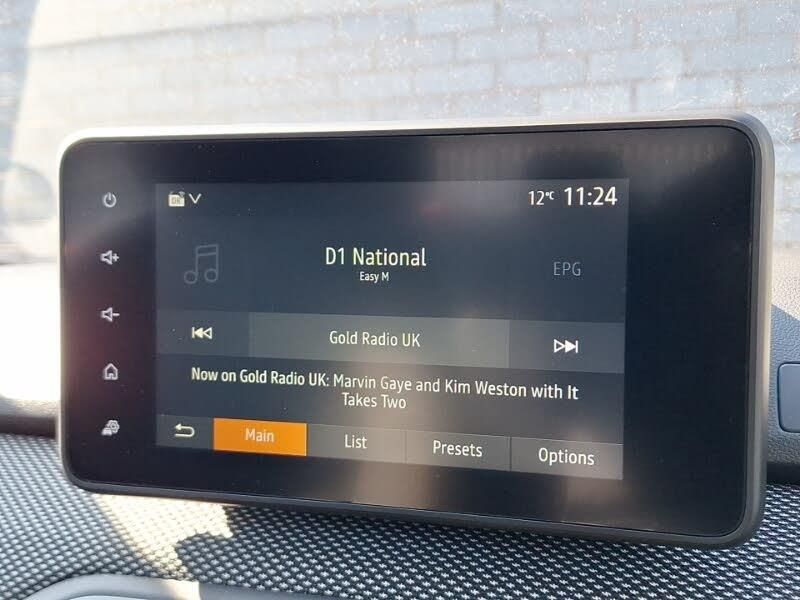 DR
12°C 11:24
D1 National
Easy M
EPG
Gold Radio UK
Now on Gold Radio UK: Marvin Gaye and Kim Weston with It
Takes Two
Main List Presets Options